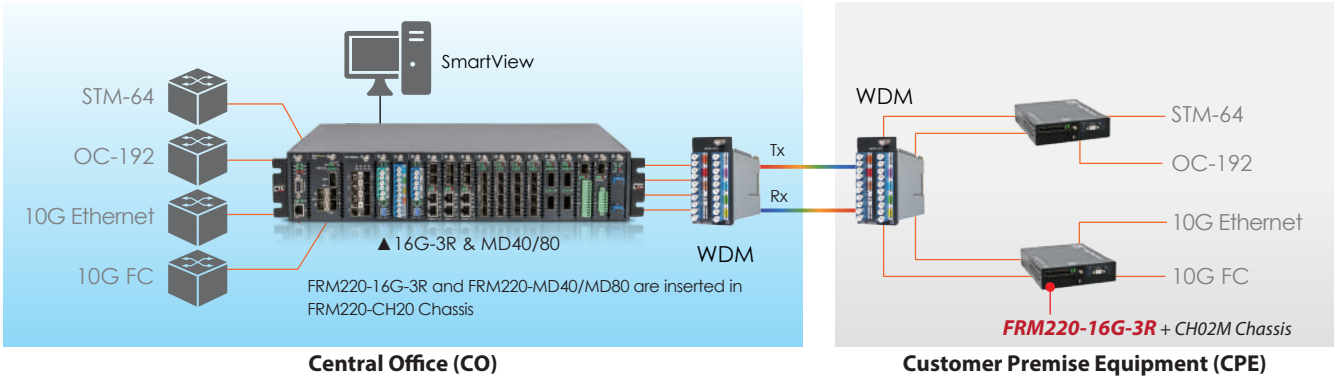 SmartView
STM-64
OC-192
10G Ethernet
10G FC
▲16G-3R & MD40/80
FRM220-16G-3R and FRM220-MD40/MD80 are inserted in
FRM220-CH20 Chassis
WDM
Tx
Rx
WDM
STM-64
OC-192
10G Ethernet
10G FC
FRM220-16G-3R + CH02M Chassis
Central Office (CO)
Customer Premise Equipment (CPE)